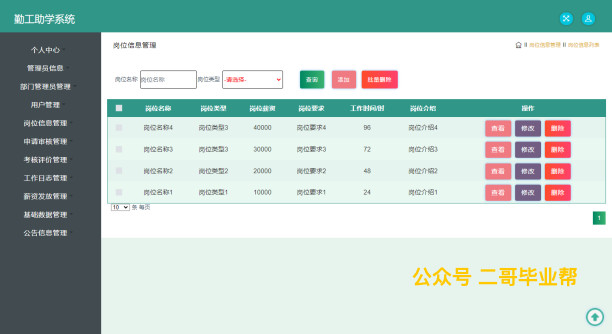 勤工助学系统
个人中心
管理员信息
部门管理员管理
用户管理
岗位信息管理
申请审核管理
考核评价管理
工作日志管理
薪资发放管理
基础数据管理
公告信息管理
岗位信息管理
岗位信息管理 岗位信息列表
岗位名称 岗位名称 岗位类型 -请选择- 查询 添加 批量删除
岗位名称 岗位类型 岗位薪资 岗位要求 工作时间/时 岗位介绍 操作
岗位名称4 岗位类型3 40000 岗位要求4 96 岗位介绍4 查看 修改 删除
岗位名称3 岗位类型3 30000 岗位要求3 72 岗位介绍3 查看 修改 删除
岗位名称2 岗位类型2 20000 岗位要求2 48 岗位介绍2 查看 修改 删除
岗位名称1 岗位类型1 10000 岗位要求1 24 岗位介绍1 查看 修改 删除
10 条 每页
1
公众号 二哥毕业帮